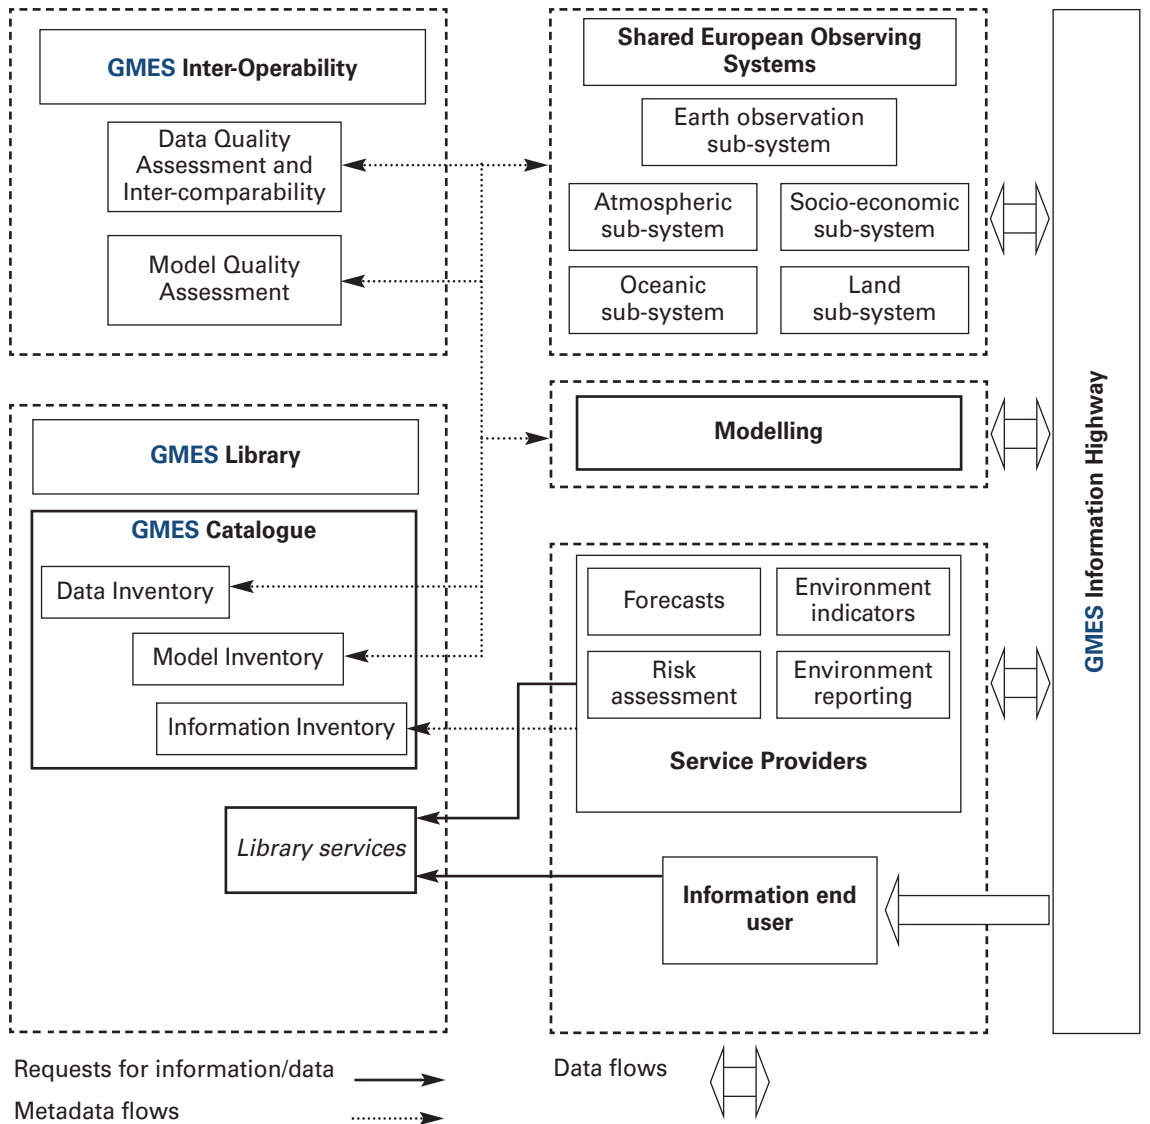 GMES Inter-Operability
Data Quality
Assessment and
Inter-comparability
Model Quality
Assessment
Shared European Observing
Systems
Earth observation
sub-system
Atmospheric
sub-system
Socio-economic
sub-system
Oceanic
sub-system
Land
sub-system
Modelling
GMES Information Highway
GMES Library
GMES Catalogue
Data Inventory
Model Inventory
Information Inventory
Library services
Forecasts
Environment
indicators
Risk
assessment
Environment
reporting
Service Providers
Information end
user
Requests for information/data
Metadata flows
Data flows